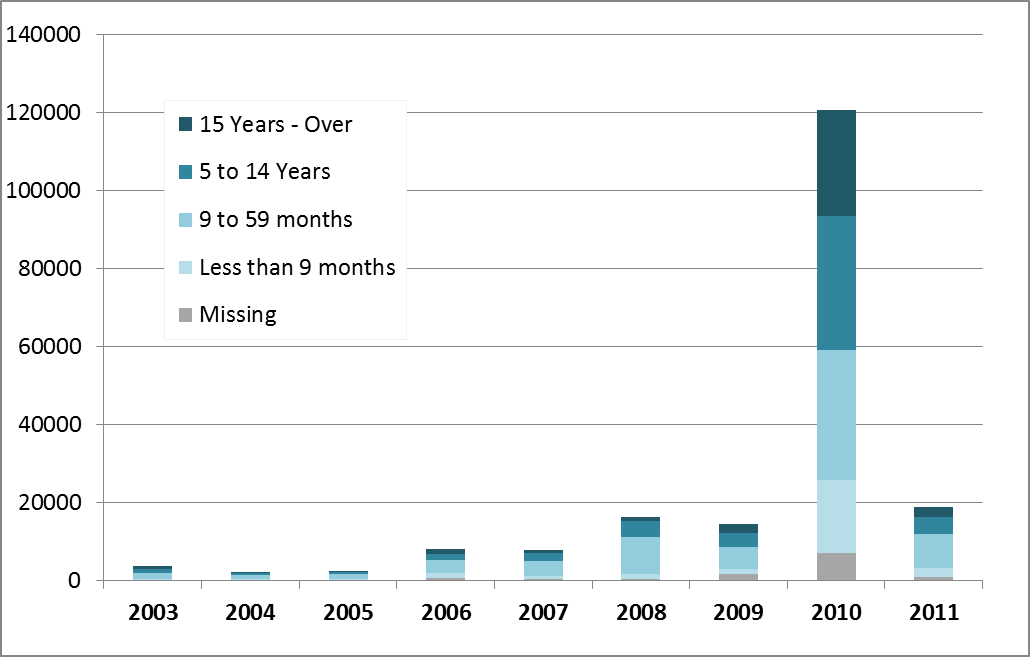 140000
120000
100000
80000
60000
40000
20000
0
15 Years - Over
5 to 14 Years
9 to 59 months
Less than 9 months
Missing
2003 2004 2005 2006 2007 2008 2009 2010 2011